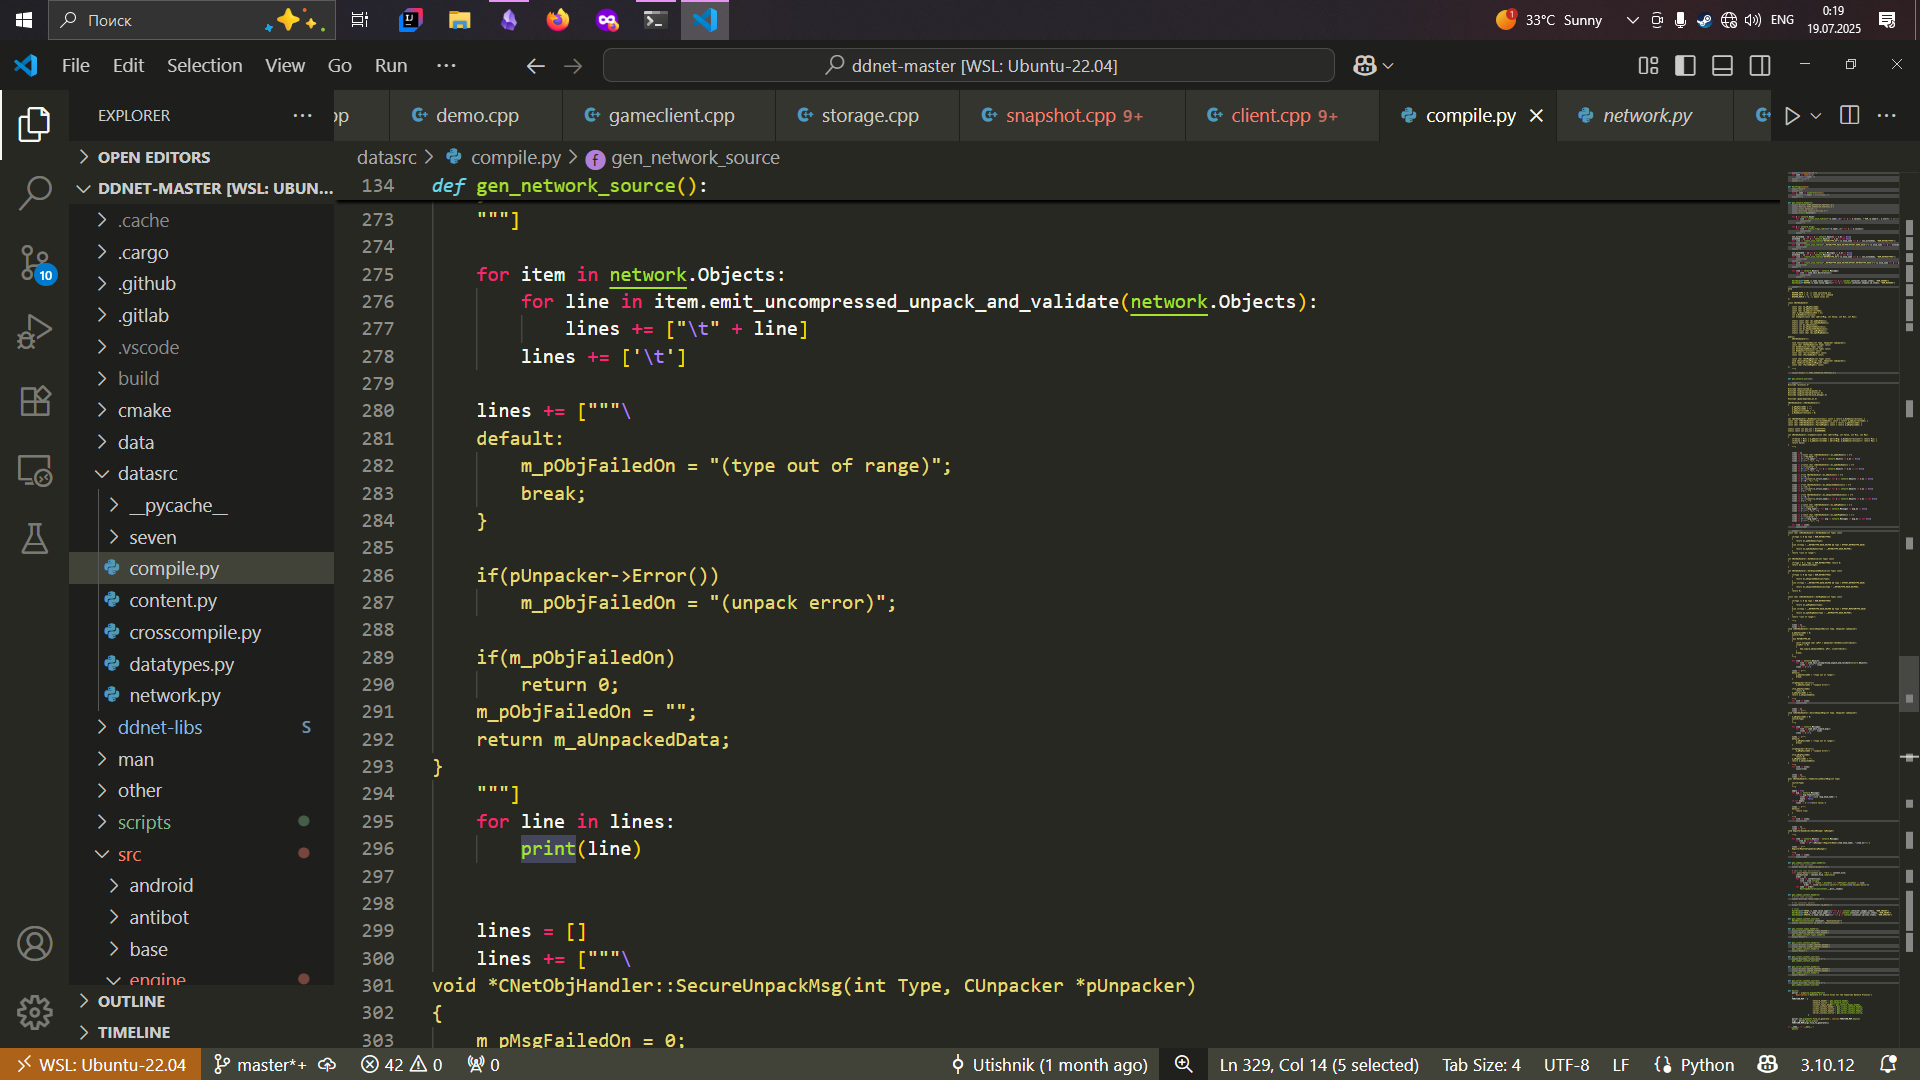 Поиск
33°C Sunny
ENG
0:19
19.07.2025
File Edit Selection View Go Run ···
ddnet-master [WSL: Ubuntu-22.04]
EXPLORER ···
pp
demo.cpp
gameclient.cpp
storage.cpp
snapshot.cpp 9+
client.cpp 9+
compile.py
network.py
datasrc > compile.py > gen_network_source
OPEN EDITORS
DDNET-MASTER [WSL: UBUN...
.cache
.cargo
.github
.gitlab
.vscode
build
cmake
data
datasrc
__pycache__
seven
compile.py
content.py
crosscompile.py
datatypes.py
network.py
ddnet-libs S
man
other
scripts
src
android
antibot
base
engine
OUTLINE
TIMELINE
10
134 def gen_network_source():
273 """]
274
275 for item in network.Objects:
276 for line in item.emit_uncompressed_unpack_and_validate(network.Objects):
277 lines += ["\t" + line]
278 lines += ['\t']
279
280 lines += ["""\
281 default:
282 m_pObjFailedOn = "(type out of range)";
283 break;
284 }
285
286 if(pUnpacker->Error())
287 m_pObjFailedOn = "(unpack error)";
288
289 if(m_pObjFailedOn)
290 return 0;
291 m_pObjFailedOn = "";
292 return m_aUnpackedData;
293 }
294 """]
295 for line in lines:
296 print(line)
297
298
299 lines = []
300 lines += ["""\
301 void *CNetObjHandler::SecureUnpackMsg(int Type, CUnpacker *pUnpacker)
302 {
303 m_pMsgFailedOn = 0;
WSL: Ubuntu-22.04
master*+
42 0
0
Utishnik (1 month ago)
Ln 329, Col 14 (5 selected)
Tab Size: 4
UTF-8
LF
Python
3.10.12